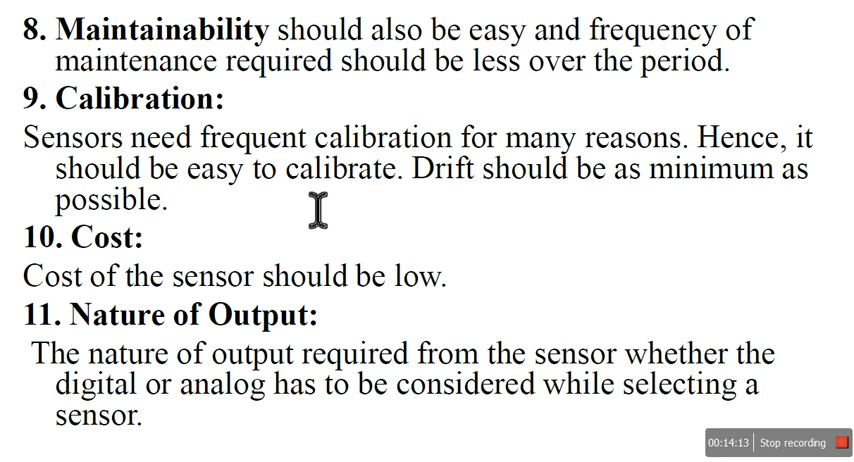 8. Maintainability should also be easy and frequency of
maintenance required should be less over the period.
9. Calibration:
Sensors need frequent calibration for many reasons. Hence, it
should be easy to calibrate. Drift should be as minimum as
possible.
10. Cost:
Cost of the sensor should be low.
11. Nature of Output:
The nature of output required from the sensor whether the
digital or analog has to be considered while selecting a
sensor.
00:14:13 Stop recording